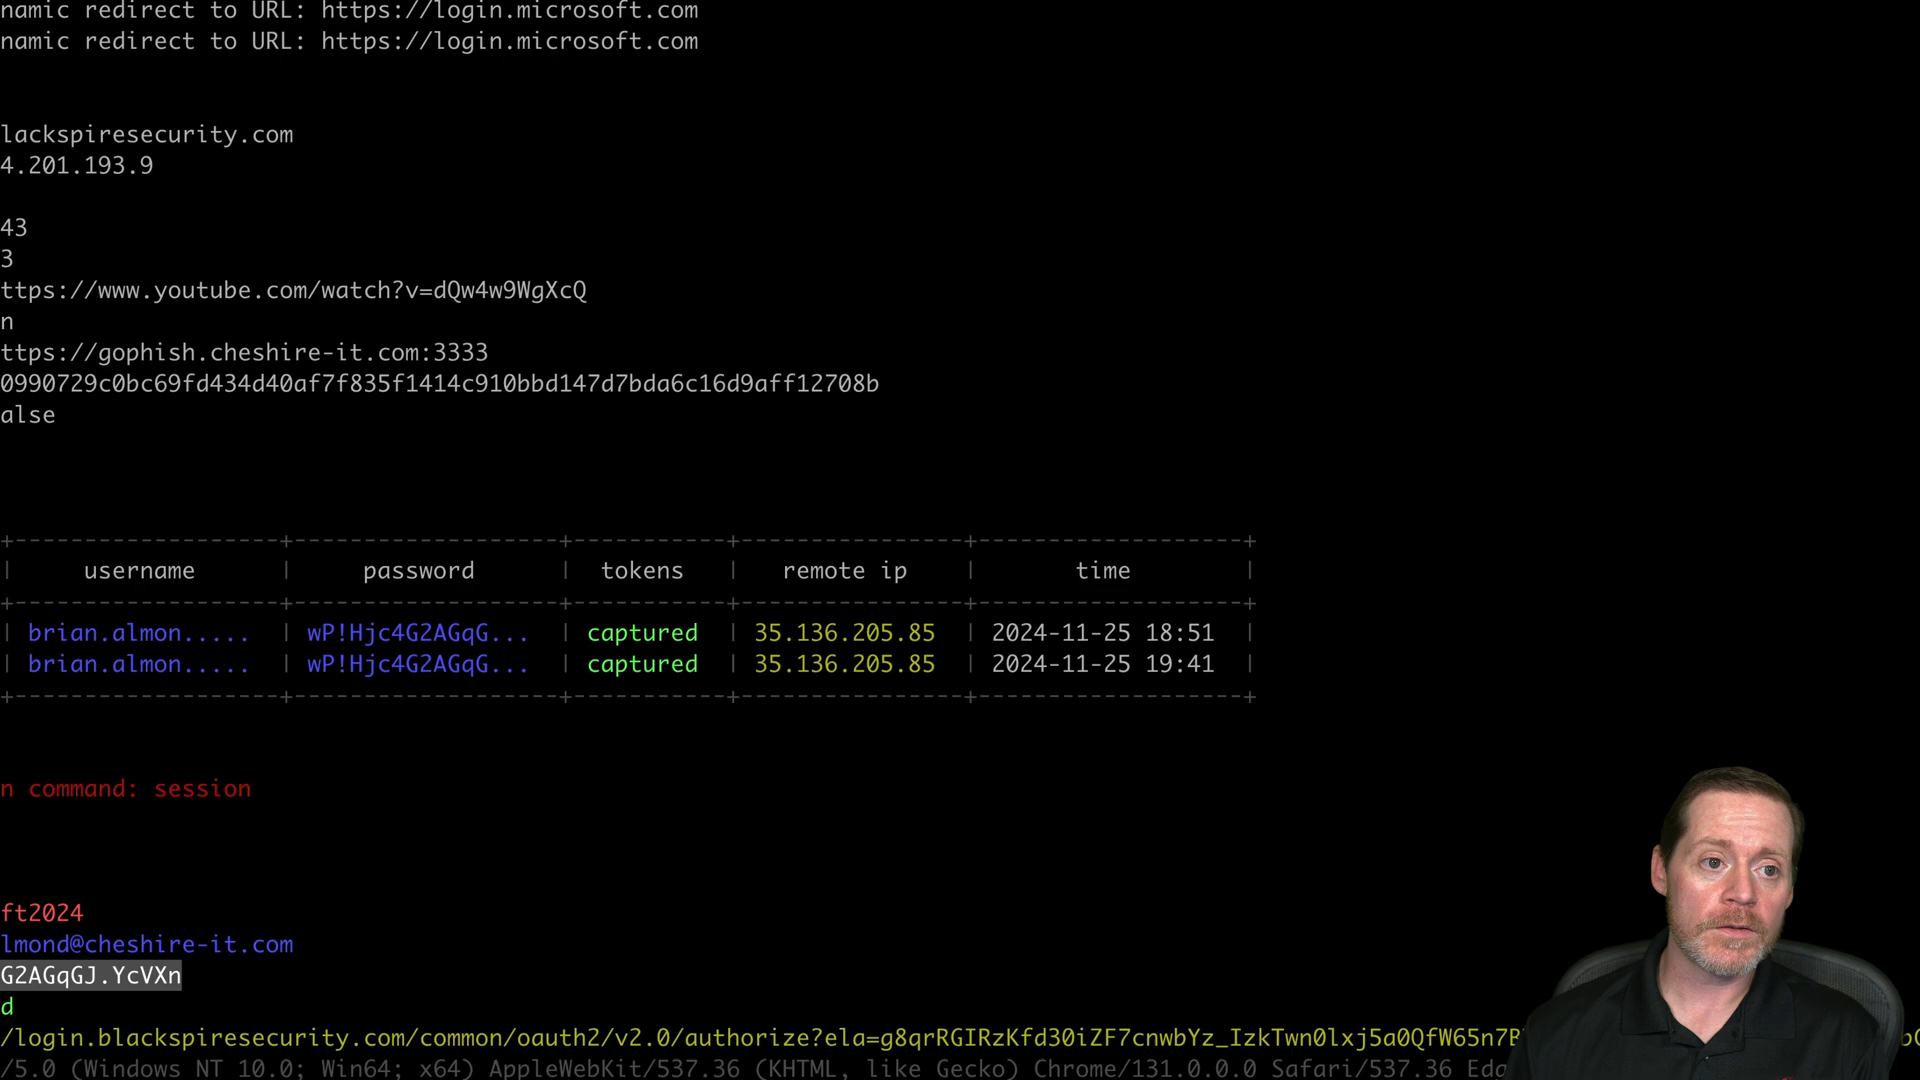 namic redirect to URL: https://login.microsoft.com
namic redirect to URL: https://login.microsoft.com
lackspiresecurity.com
4.201.193.9
43
3
ttps://www.youtube.com/watch?v=dQw4w9WgXcQ
n
ttps://gophish.cheshire-it.com:3333
0990729c0bc69fd434d40af7f835f1414c910bbd147d7bda6c16d9aff12708b
alse
+--------------------+-------------------+-----------+----------------+-------------------+
| username | password | tokens | remote ip | time |
+--------------------+-------------------+-----------+----------------+-------------------+
| brian.almon..... | wP!Hjc4G2AGqG... | captured | 35.136.205.85 | 2024-11-25 18:51 |
| brian.almon..... | wP!Hjc4G2AGqG... | captured | 35.136.205.85 | 2024-11-25 19:41 |
+--------------------+-------------------+-----------+----------------+-------------------+
n command: session
ft2024
lmond@cheshire-it.com
G2AGqGJ.YcVXn
d
/login.blackspiresecurity.com/common/oauth2/v2.0/authorize?ela=g8qrRGIRzKfd30iZF7cnwbYz_IzkTwn0lxj5a0QfW65n7
/5.0 (Windows NT 10.0; Win64; x64) AppleWebKit/537.36 (KHTML, like Gecko) Chrome/131.0.0.0 Safari/537.36 Edg